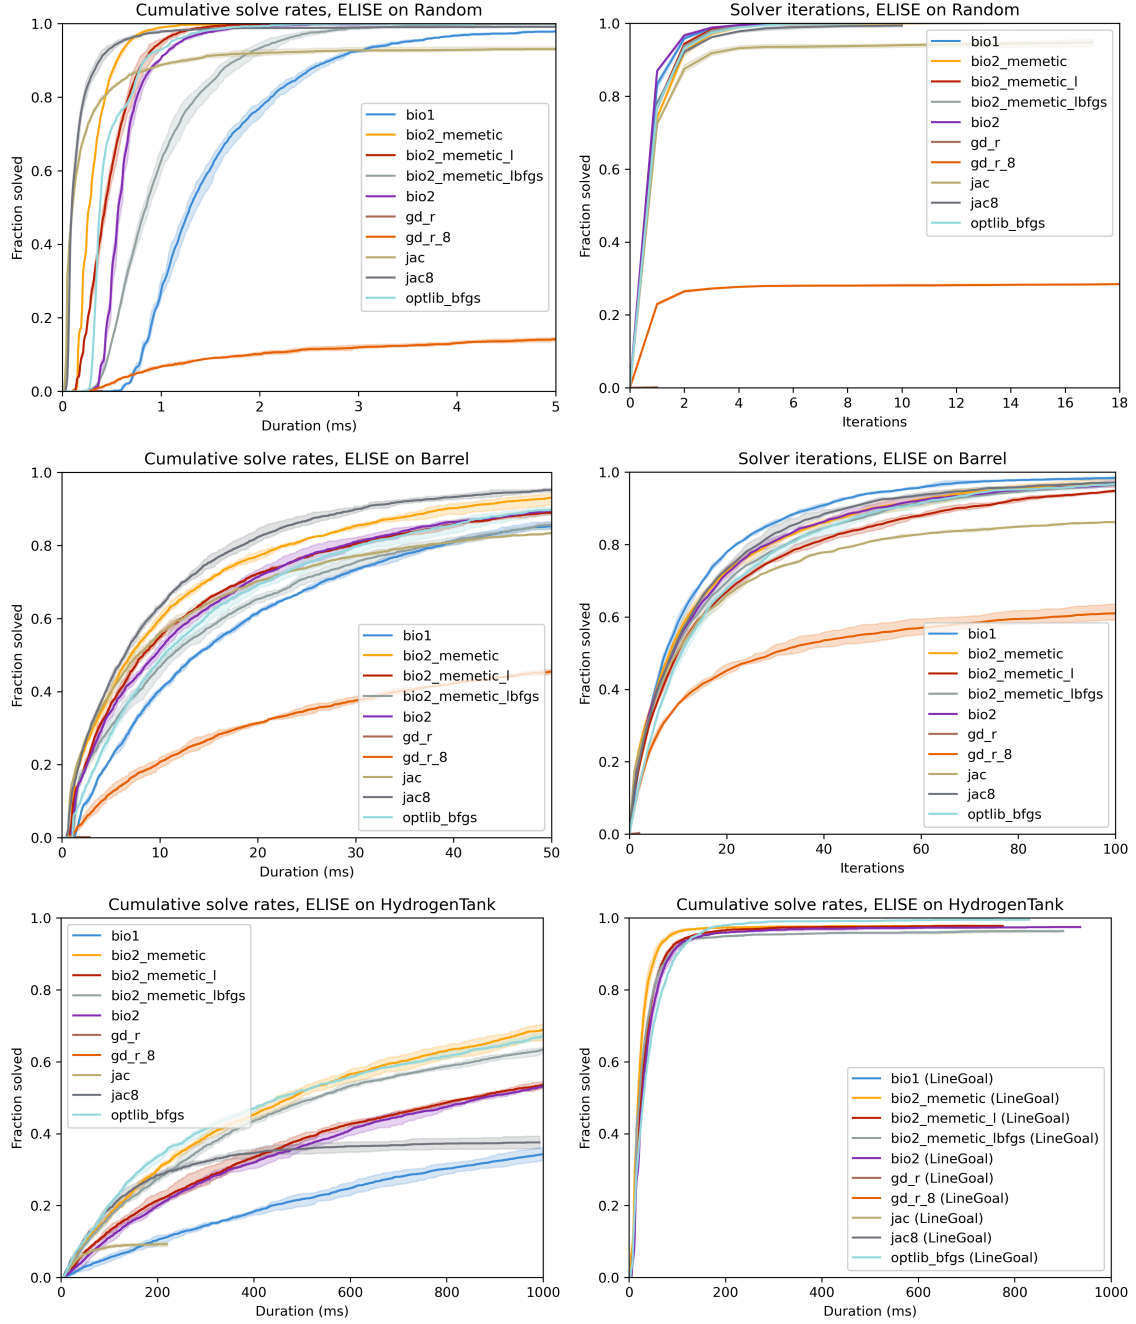 Cumulative solve rates, ELISE on Random
Fraction solved
1.0
0.8
0.6
0.4
0.2
0.0
bio1
bio2_memetic
bio2_memetic_l
bio2_memetic_lbfgs
bio2
gd_r
gd_r_8
jac
jac8
optlib_bfgs
0 1 2 3 4 5
Duration (ms)
Solver iterations, ELISE on Random
Fraction solved
1.0
0.8
0.6
0.4
0.2
0.0
bio1
bio2_memetic
bio2_memetic_l
bio2_memetic_lbfgs
bio2
gd_r
gd_r_8
jac
jac8
optlib_bfgs
0 2 4 6 8 10 12 14 16 18
Iterations
Cumulative solve rates, ELISE on Barrel
Fraction solved
1.0
0.8
0.6
0.4
0.2
0.0
bio1
bio2_memetic
bio2_memetic_l
bio2_memetic_lbfgs
bio2
gd_r
gd_r_8
jac
jac8
optlib_bfgs
0 10 20 30 40 50
Duration (ms)
Solver iterations, ELISE on Barrel
Fraction solved
1.0
0.8
0.6
0.4
0.2
0.0
bio1
bio2_memetic
bio2_memetic_l
bio2_memetic_lbfgs
bio2
gd_r
gd_r_8
jac
jac8
optlib_bfgs
0 20 40 60 80 100
Iterations
Cumulative solve rates, ELISE on HydrogenTank
Fraction solved
1.0
0.8
0.6
0.4
0.2
0.0
bio1
bio2_memetic
bio2_memetic_l
bio2_memetic_lbfgs
bio2
gd_r
gd_r_8
jac
jac8
optlib_bfgs
0 200 400 600 800 1000
Duration (ms)
Cumulative solve rates, ELISE on HydrogenTank
Fraction solved
1.0
0.8
0.6
0.4
0.2
0.0
bio1 (LineGoal)
bio2_memetic (LineGoal)
bio2_memetic_l (LineGoal)
bio2_memetic_lbfgs (LineGoal)
bio2 (LineGoal)
gd_r (LineGoal)
gd_r_8 (LineGoal)
jac (LineGoal)
jac8 (LineGoal)
optlib_bfgs (LineGoal)
0 200 400 600 800 1000
Duration (ms)